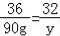 36/90g = 32/y